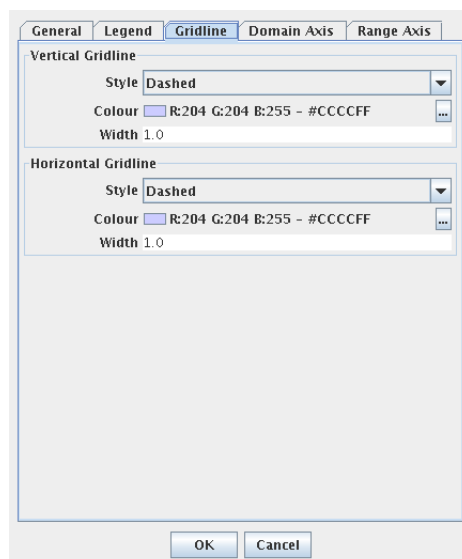 General Legend Gridline Domain Axis Range Axis
Vertical Gridline
Style Dashed
Colour R:204 G:204 B:255 - #CCCCFF ...
Width 1.0
Horizontal Gridline
Style Dashed
Colour R:204 G:204 B:255 - #CCCCFF ...
Width 1.0
OK Cancel